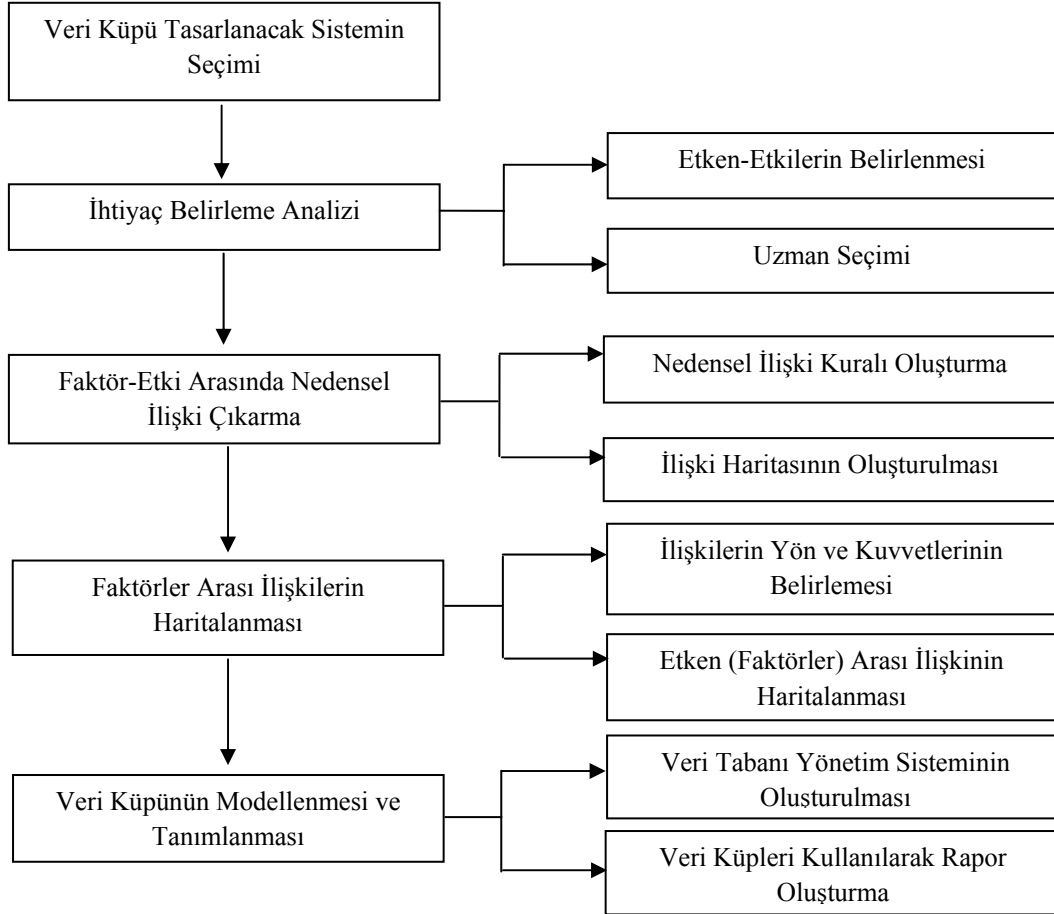 Veri Küpü Tasarlanacak Sistemin
Seçimi
Etken-Etkilerin Belirlenmesi
İhtiyaç Belirleme Analizi
Uzman Seçimi
Nedensel İlişki Kuralı Oluşturma
Faktör-Etki Arasında Nedensel
İlişki Çıkarma
İlişki Haritasının Oluşturulması
İlişkilerin Yön ve Kuvvetlerinin
Belirlemesi
Faktörler Arası İlişkilerin
Haritalanması
Etken (Faktörler) Arası İlişkinin
Haritalanması
Veri Tabanı Yönetim Sisteminin
Oluşturulması
Veri Küpünün Modellenmesi ve
Tanımlanması
Veri Küpleri Kullanılarak Rapor
Oluşturma